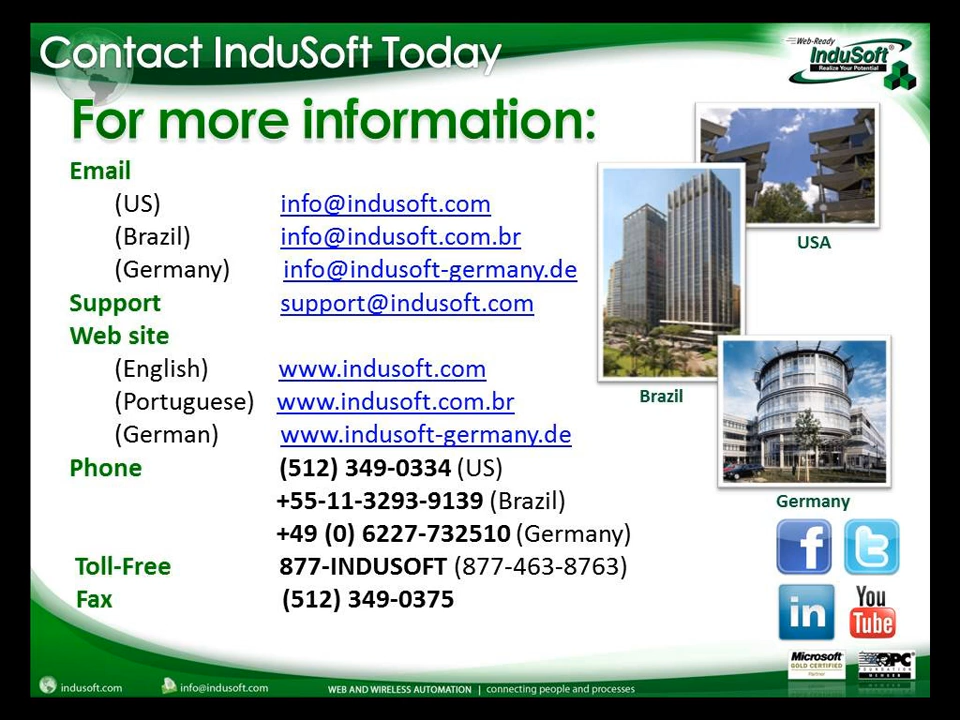 Contact InduSoft Today
Web-Ready
InduSoft
Realize Your Potential
For more information:
Email
(US) info@indusoft.com
(Brazil) info@indusoft.com.br
(Germany) info@indusoft-germany.de
Support support@indusoft.com
Web site
(English) www.indusoft.com
(Portuguese) www.indusoft.com.br
(German) www.indusoft-germany.de
Phone (512) 349-0334 (US)
+55-11-3293-9139 (Brazil)
+49 (0) 6227-732510 (Germany)
Toll-Free 877-INDUSOFT (877-463-8763)
Fax (512) 349-0375
USA
Brazil
Germany
f
t
in
You
Tube
Microsoft
GOLD CERTIFIED
Partner
OPC
FOUNDATION
MEMBER
indusoft.com
info@indusoft.com
WEB AND WIRELESS AUTOMATION | connecting people and processes